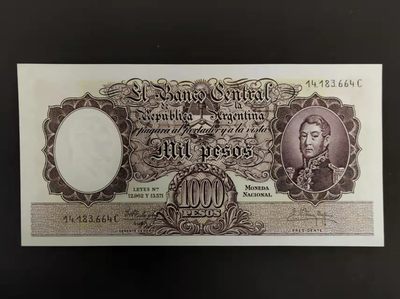 14.183.664 C
El Banco Central
de la
República Argentina
pagará al portador y a la vista
Mil pesos
LEYES Nº
12.962 Y 13.571
MONEDA
NACIONAL
1000
PESOS
14.183.664 C
PRESIDENTE